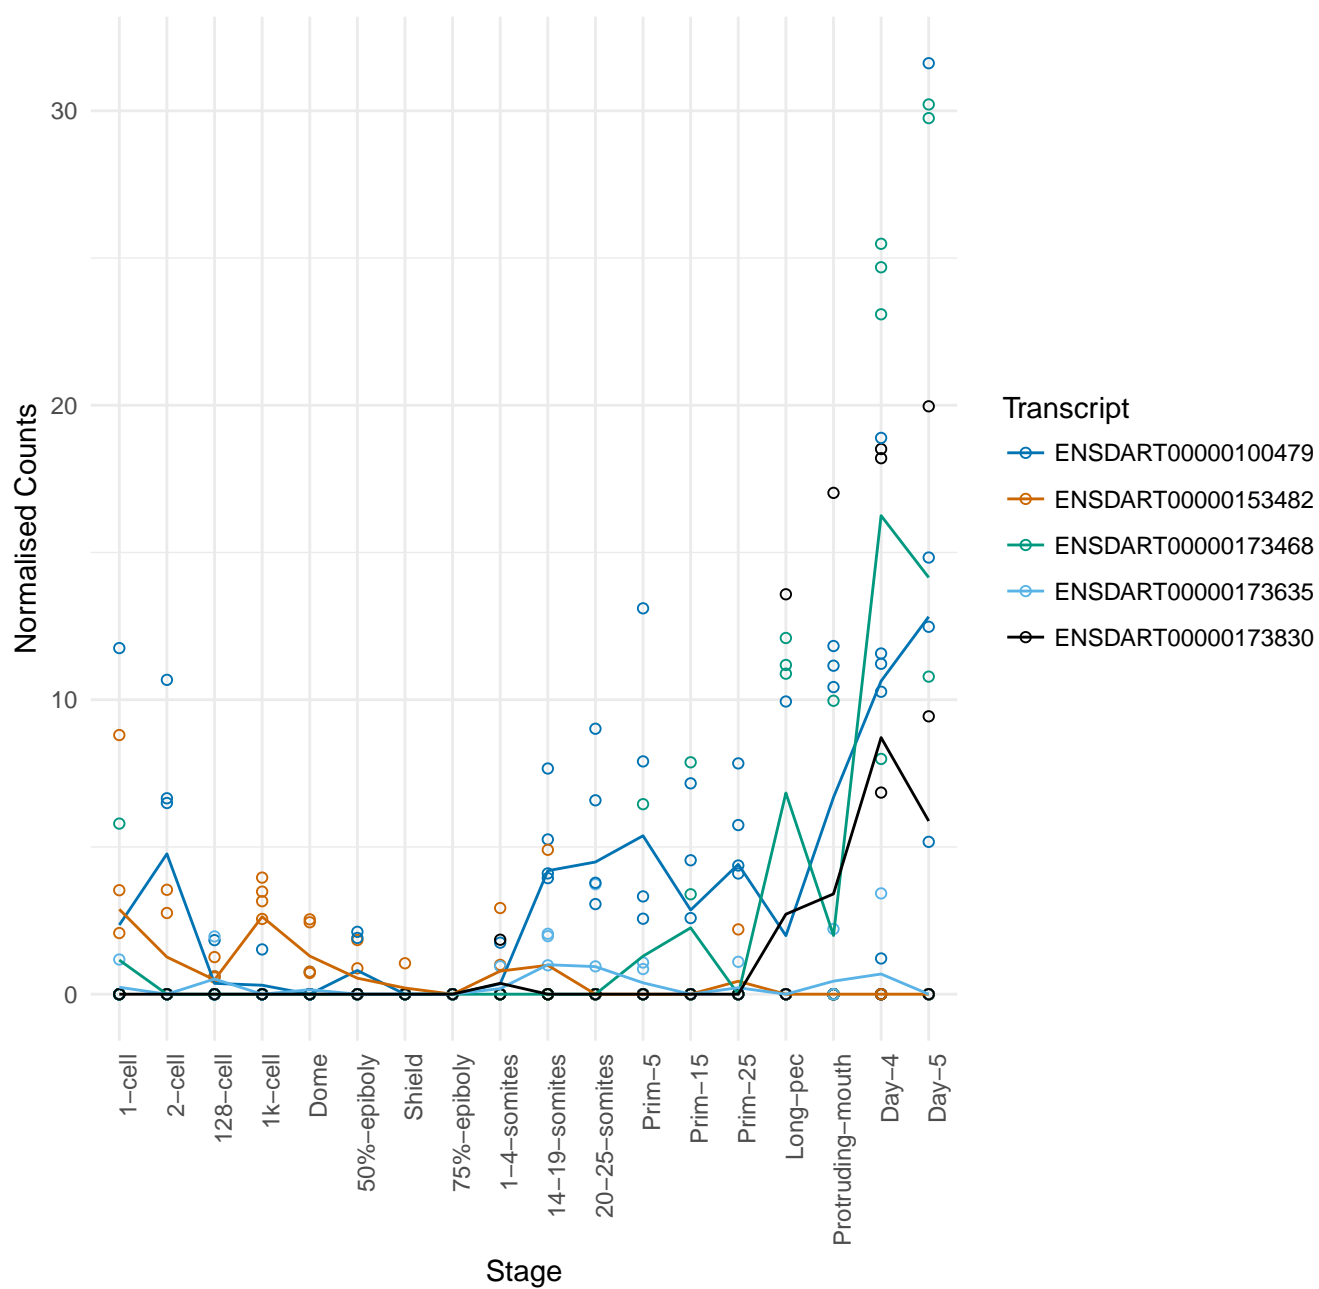 30
20
10
0
Normalised Counts
1−cell
2−cell
128−cell
1k−cell
Dome
50%−epiboly
Shield
75%−epiboly
1−4−somites
14−19−somites
20−25−somites
Prim−5
Prim−15
Prim−25
Long−pec
Protruding−mouth
Day−4
Day−5
Stage
Transcript
ENSDART00000100479
ENSDART00000153482
ENSDART00000173468
ENSDART00000173635
ENSDART00000173830